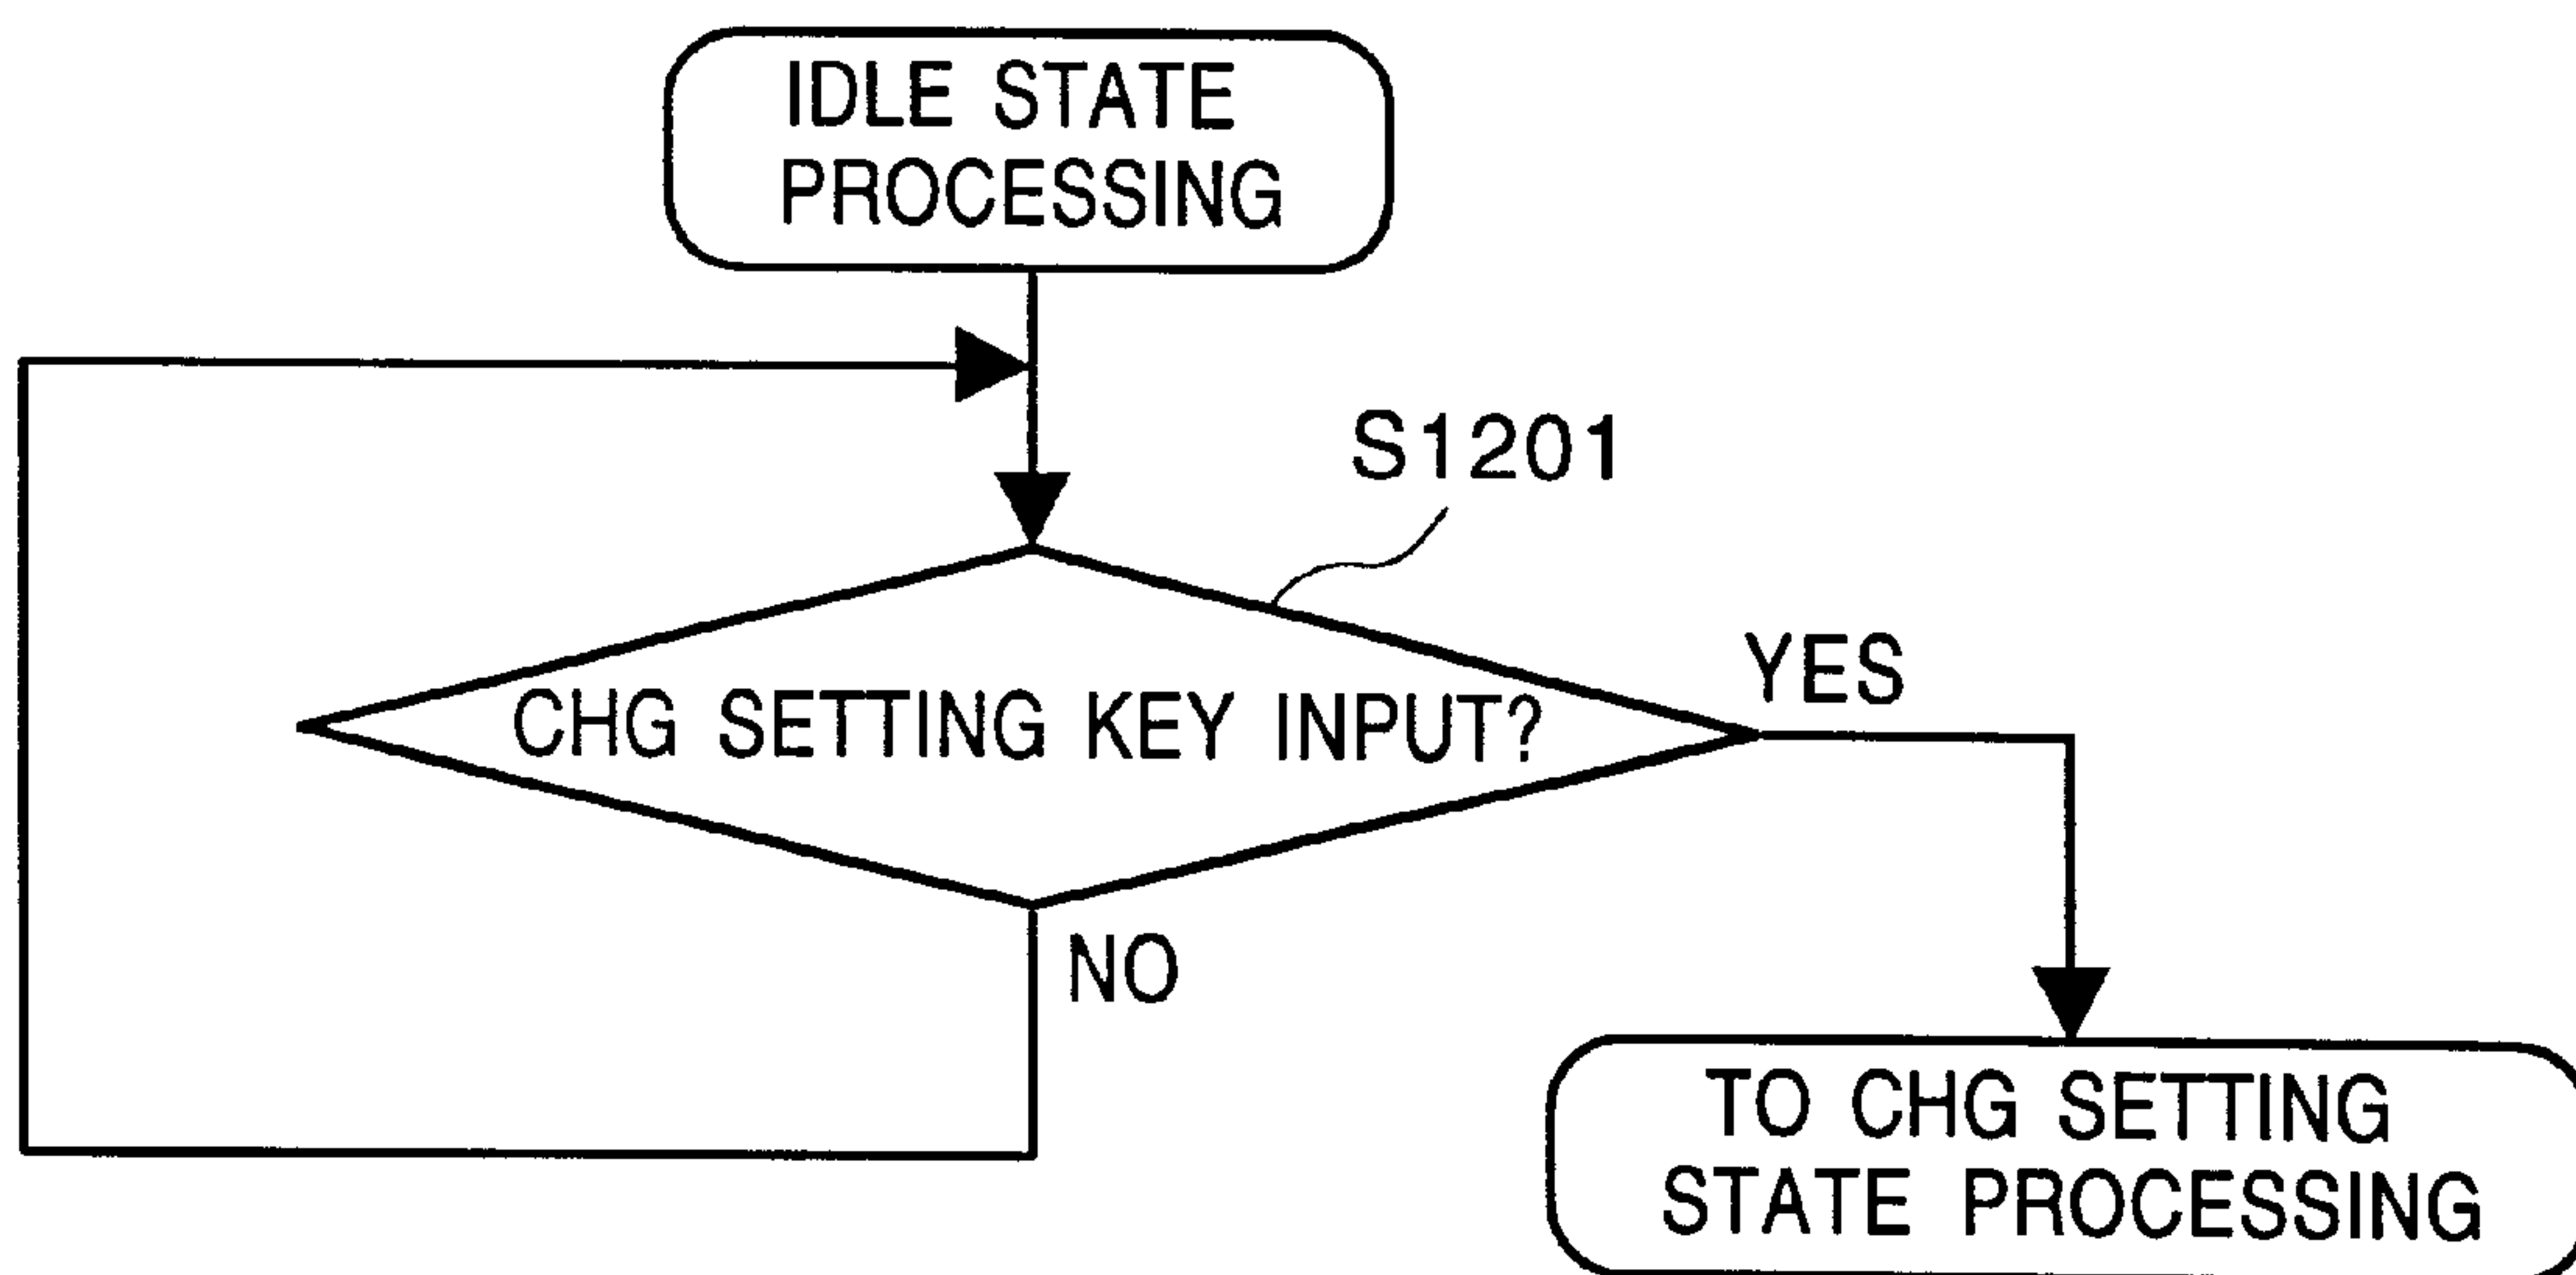 IDLE STATE
PROCESSING
S1201
CHG SETTING KEY INPUT?
YES
NO
TO CHG SETTING
STATE PROCESSING